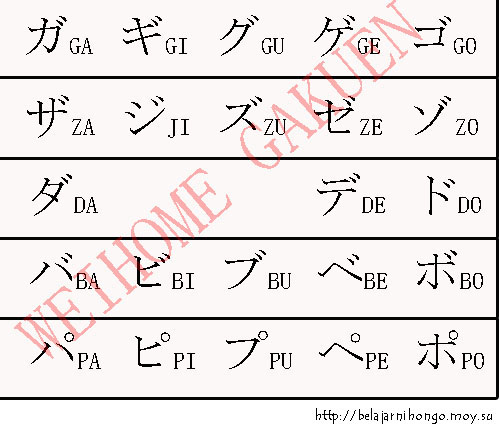 ガGA ギGI グGU ゲGE ゴGO
ザZA ジJI ズZU ゼZE ゾZO
ダDA デDE ドDO
バBA ビBI ブBU ベBE ボBO
パPA ピPI プPU ペPE ポPO
WEIHOME GAKUEN
http://belajarnihongo.moy.su